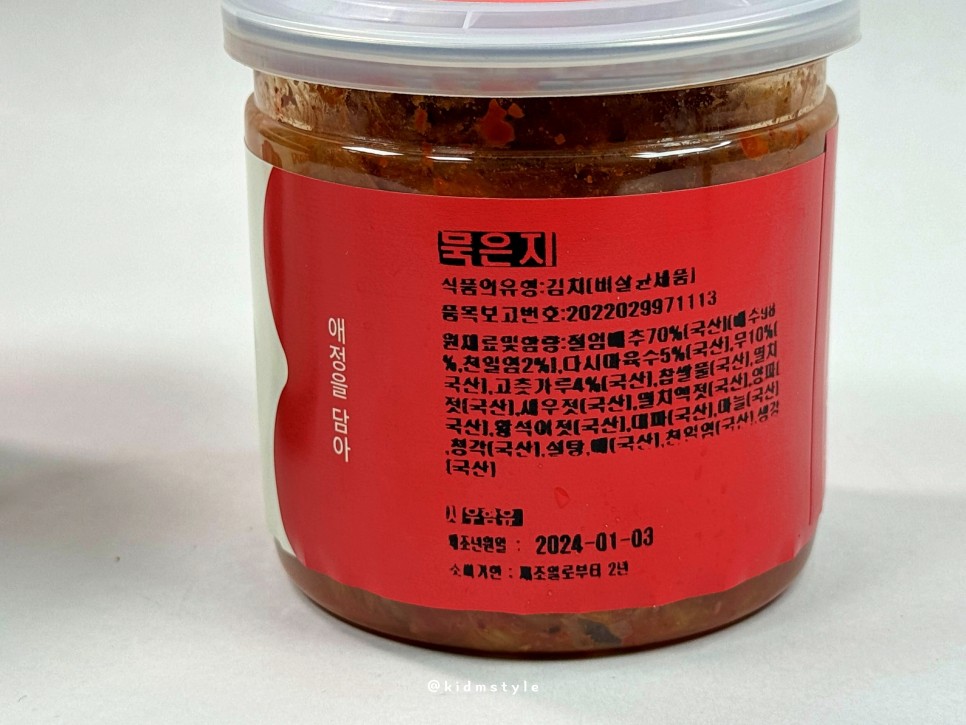 애정을 담아
묵은지
식품의유형:김치(비살균제품)
품목보고번호:2022029971113
원재료및함량:절임배추70%(국산)(배추98
%,천일염2%),다시마육수5%(국산),무10%(
국산),고춧가루4%(국산),참쌀풀(국산),멸치
젓(국산),새우젓(국산),멸치액젓(국산),양파(
국산),황석어젓(국산),대파(국산),마늘(국산)
,청각(국산),설탕,배(국산),천일염(국산),생강
(국산)
새우함유
제조년월일 : 2024-01-03
소비기한 : 제조일로부터 2년
@kidmstyle